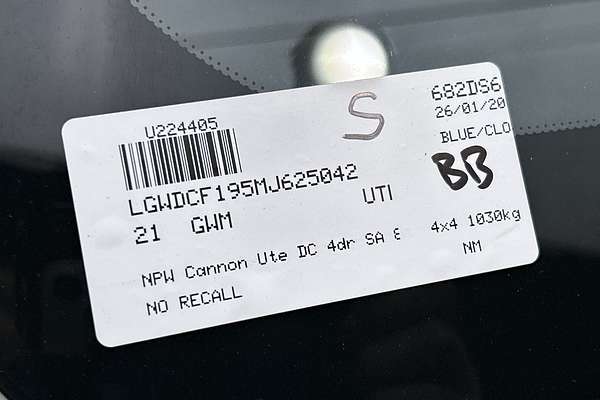 U224405
S
682DS6
26/01/20
LGWDCF195MJ625042
BLUE/CLO
BB
21 GWM UTI
NPW Cannon Ute DC 4dr SA 8 4x4 1030kg
NO RECALL NM